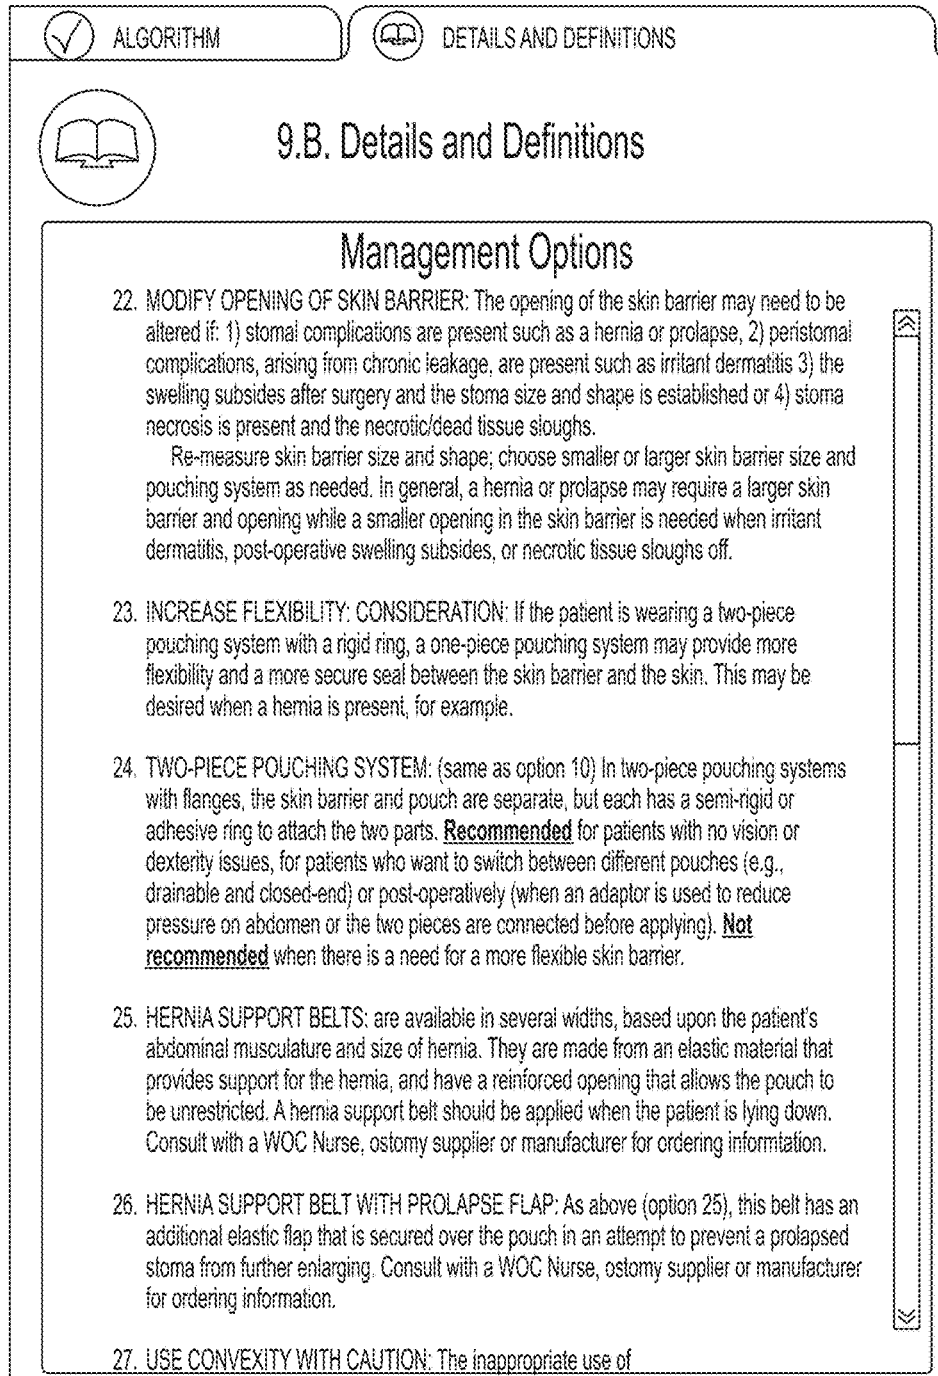 ALGORITHM
DETAILS AND DEFINITIONS
9.B. Details and Definitions
Management Options
22. MODIFY OPENING OF SKIN BARRIER: The opening of the skin barrier may need to be
altered if: 1) stomal complications are present such as a hernia or prolapse, 2) peristomal
complications, arising from chronic leakage, are present such as irritant dermatitis 3) the
swelling subsides after surgery and the stoma size and shape is established or 4) stoma
necrosis is present and the necrotic/dead tissue sloughs.
Re-measure skin barrier size and shape; choose smaller or larger skin barrier size and
pouching system as needed. In general, a hernia or prolapse may require a larger skin
barrier and opening while a smaller opening in the skin barrier is needed when irritant
dermatitis, post-operative swelling subsides, or necrotic tissue sloughs off.
23. INCREASE FLEXIBILITY: CONSIDERATION: If the patient is wearing a two-piece
pouching system with a rigid ring, a one-piece pouching system may provide more
flexibility and a more secure seal between the skin barrier and the skin. This may be
desired when a hernia is present, for example.
24. TWO-PIECE POUCHING SYSTEM: (same as option 10) In two-piece pouching systems
with flanges, the skin barrier and pouch are separate, but each has a semi-rigid or
adhesive ring to attach the two parts. Recommended for patients with no vision or
dexterity issues, for patients who want to switch between different pouches (e.g.,
drainable and closed-end) or post-operatively (when an adaptor is used to reduce
pressure on abdomen or the two pieces are connected before applying). Not
recommended when there is a need for a more flexible skin barrier.
25. HERNIA SUPPORT BELTS: are available in several widths, based upon the patient's
abdominal musculature and size of hernia. They are made from an elastic material that
provides support for the hernia, and have a reinforced opening that allows the pouch to
be unrestricted. A hernia support belt should be applied when the patient is lying down.
Consult with a WOC Nurse, ostomy supplier or manufacturer for ordering informtation.
26. HERNIA SUPPORT BELT WITH PROLAPSE FLAP: As above (option 25), this belt has an
additional elastic flap that is secured over the pouch in an attempt to prevent a prolapsed
stoma from further enlarging. Consult with a WOC Nurse, ostomy supplier or manufacturer
for ordering information.
27. USE CONVEXITY WITH CAUTION: The inappropriate use of